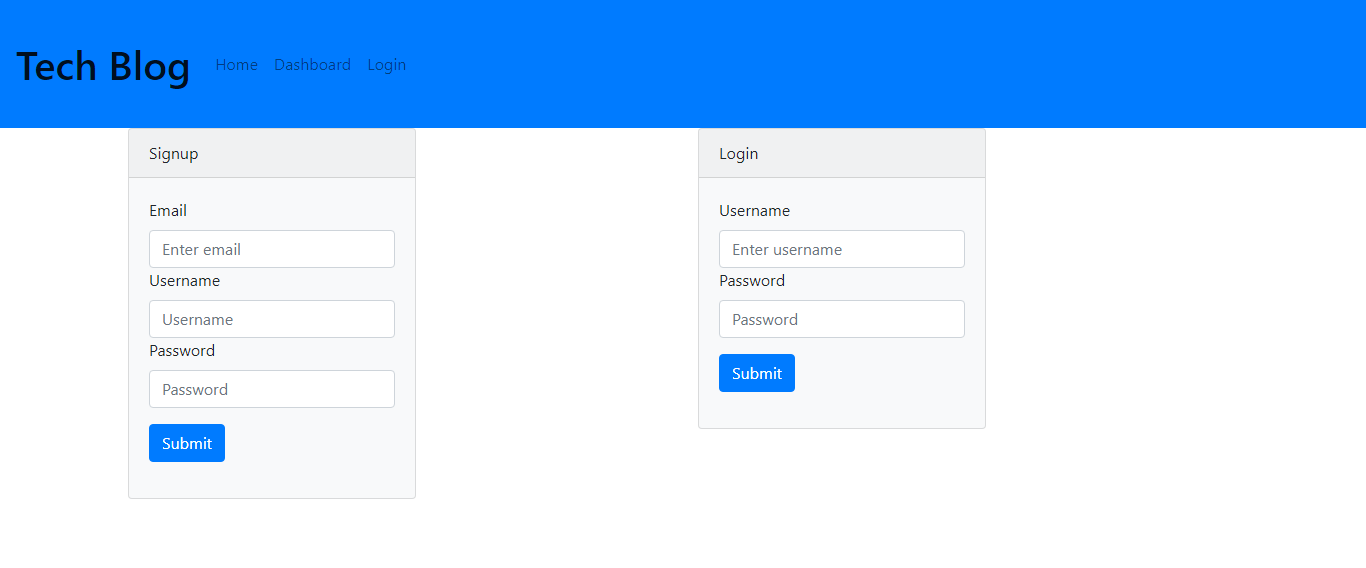 Tech Blog Home Dashboard Login
Signup
Email
Enter email
Username
Username
Password
Password
Submit
Login
Username
Enter username
Password
Password
Submit